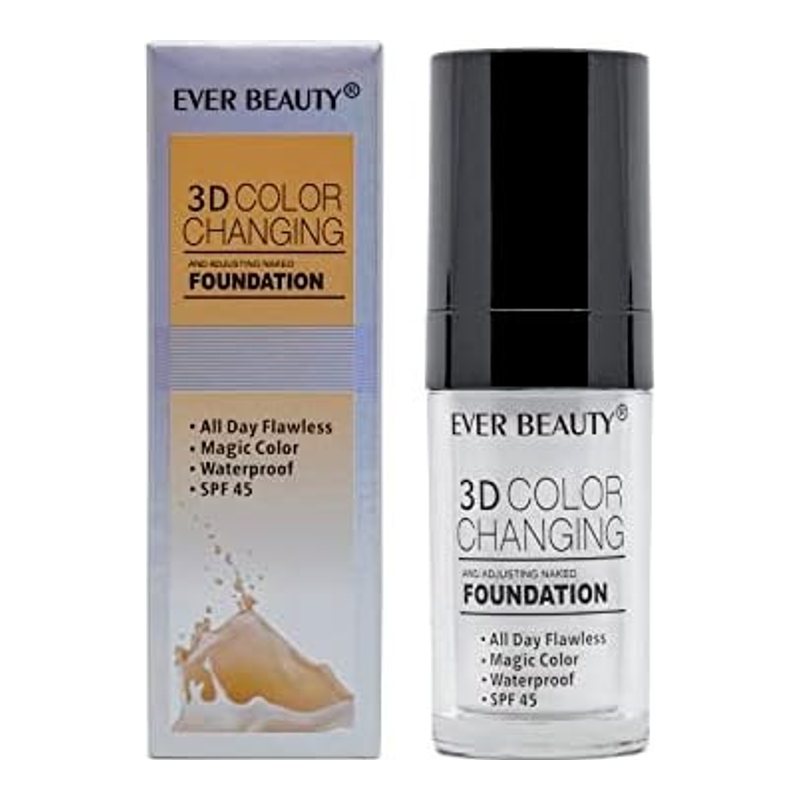 EVER BEAUTY®
3D COLOR
CHANGING
AND ADJUSTING NAKED
FOUNDATION
• All Day Flawless
• Magic Color
• Waterproof
• SPF 45
EVER BEAUTY®
3D COLOR
CHANGING
AND ADJUSTING NAKED
FOUNDATION
• All Day Flawless
• Magic Color
• Waterproof
• SPF 45